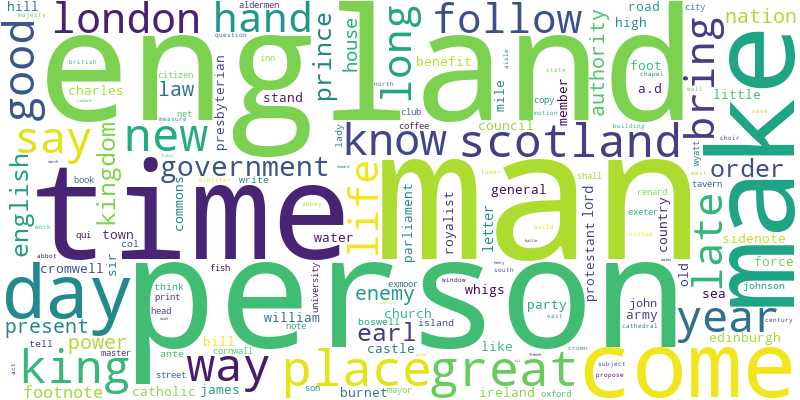 hill majesty london aldermen hand follow road city nation
question high
good england long house benefit authority bring little
british prince foot a.d
charles law citizen inn stand mile member
net presbyterian north club copy state chapel wall
say new know scotland make
kingdom coffee lady council motion building choir wyatt
english book government life order
time man west tavern
commons write minister general shall renard late
work qui town abbey tower letter royalist lord exeter country sidenote
abbot col water parliament build protestant bishop force
cromwell sir fish enemy whigs sea johnson
day person south old year century
present think print university william church party john army
power head note boswell island east edinburgh
tell ante bill cornwall earl castle like cathedral
king master way place great come
act street son mayor crown subject
footnote catholic james burnet ireland oxford propose